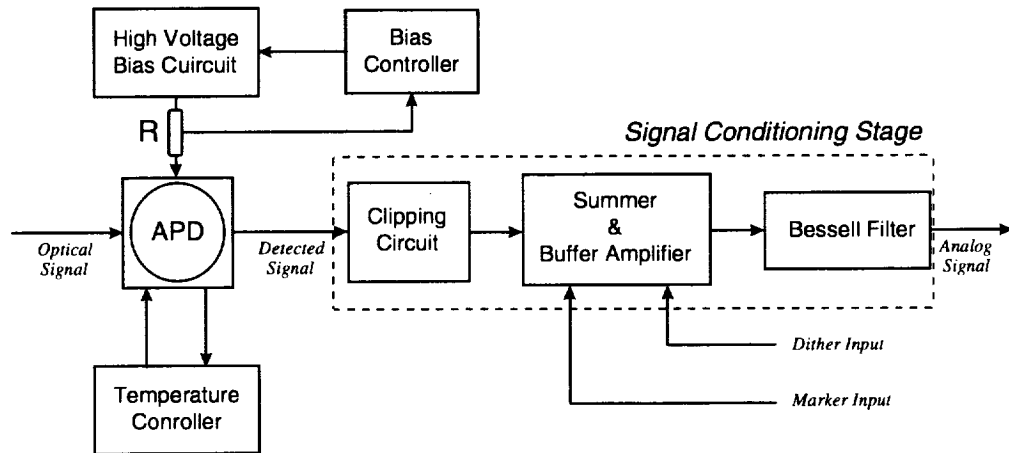 High Voltage
Bias Cuircuit
Bias
Controller
R
Signal Conditioning Stage
APD
Optical
Signal
Detected
Signal
Clipping
Circuit
Summer
&
Buffer Amplifier
Bessell Filter
Analog
Signal
Dither Input
Marker Input
Temperature
Conroller